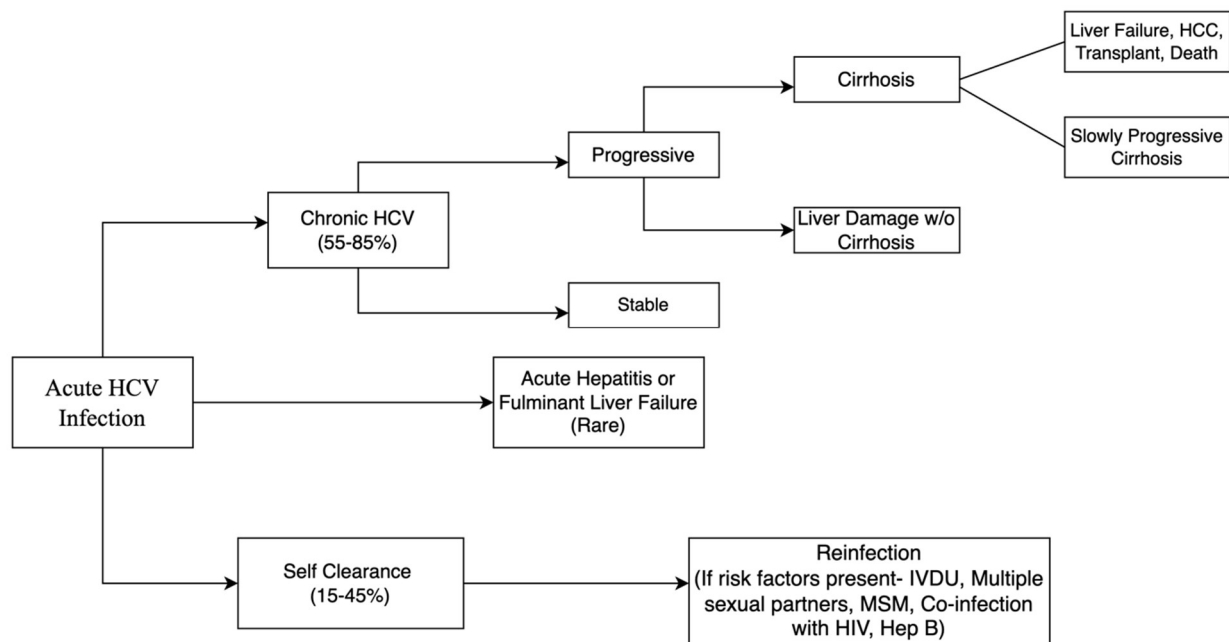 Liver Failure, HCC,
Transplant, Death
Cirrhosis
Slowly Progressive
Cirrhosis
Progressive
Liver Damage w/o
Cirrhosis
Chronic HCV
(55-85%)
Stable
Acute HCV
Infection
Acute Hepatitis or
Fulminant Liver Failure
(Rare)
Self Clearance
(15-45%)
Reinfection
(If risk factors present- IVDU, Multiple
sexual partners, MSM, Co-infection
with HIV, Hep B)